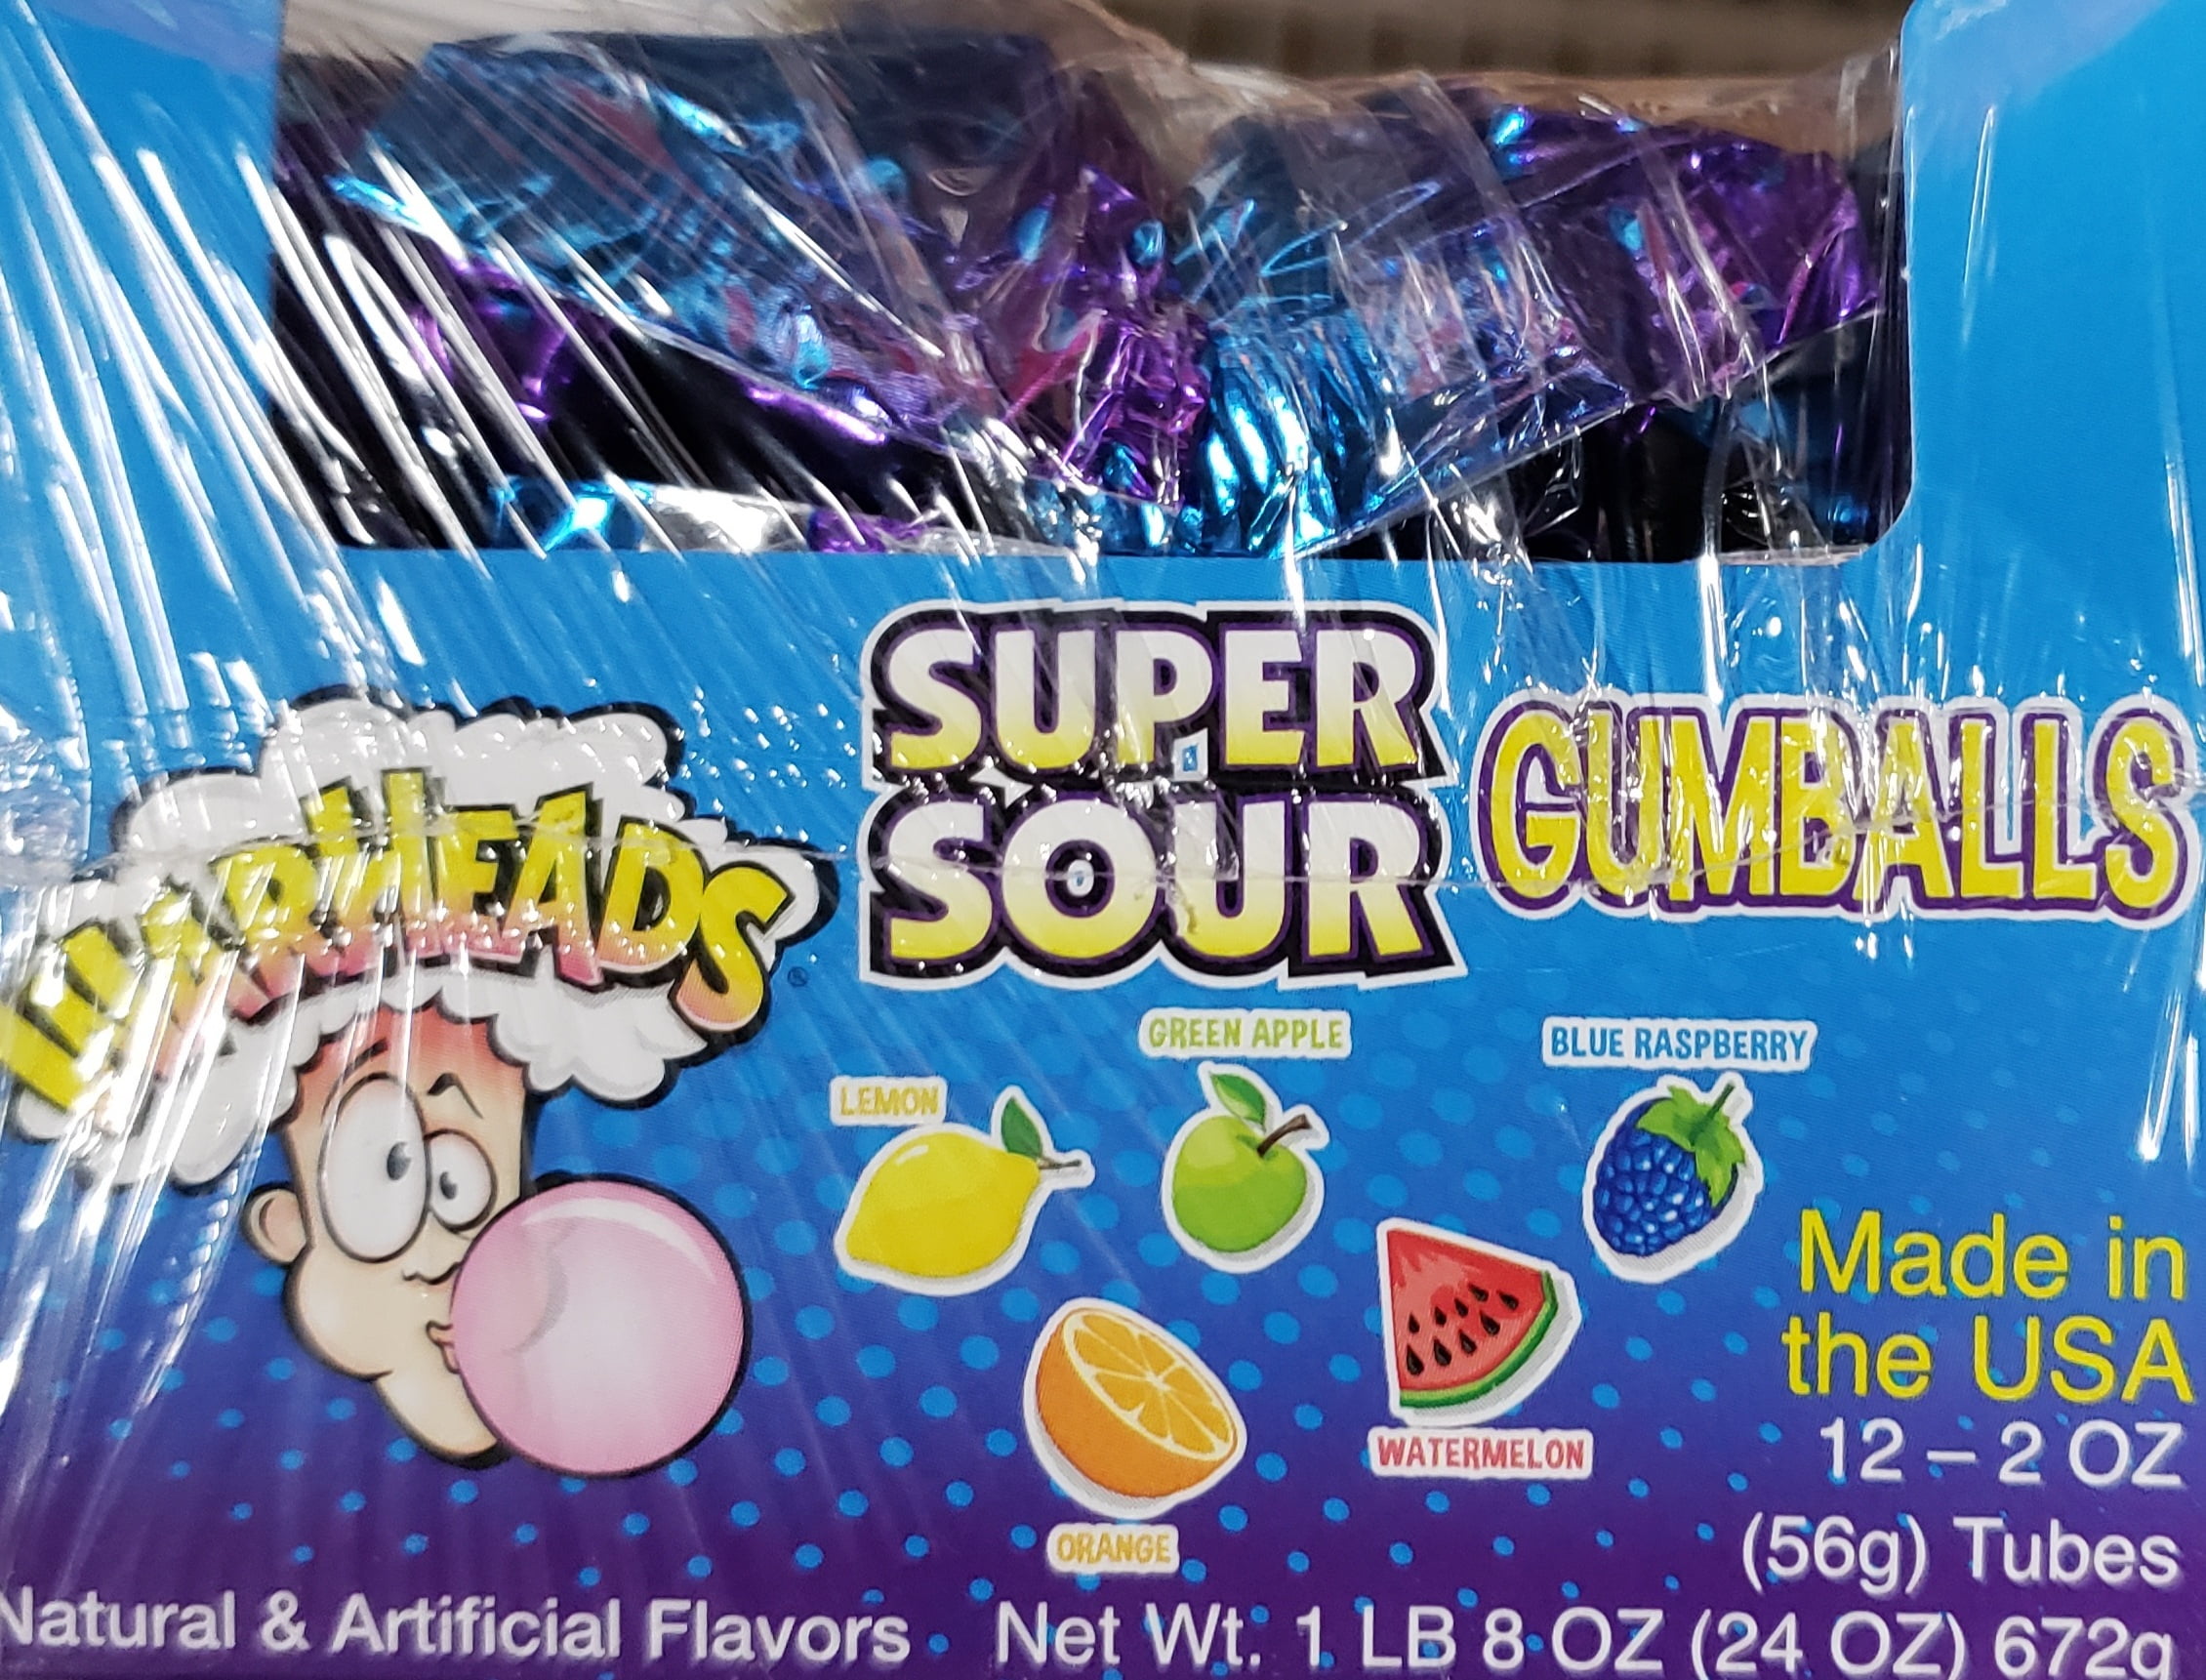 WARHEADS
®
SUPER
SOUR
GUMBALLS
GREEN APPLE
BLUE RASPBERRY
LEMON
WATERMELON
ORANGE
Made in
the USA
12 – 2 OZ
(56g) Tubes
Natural & Artificial Flavors
Net Wt. 1 LB 8 OZ (24 OZ) 672g